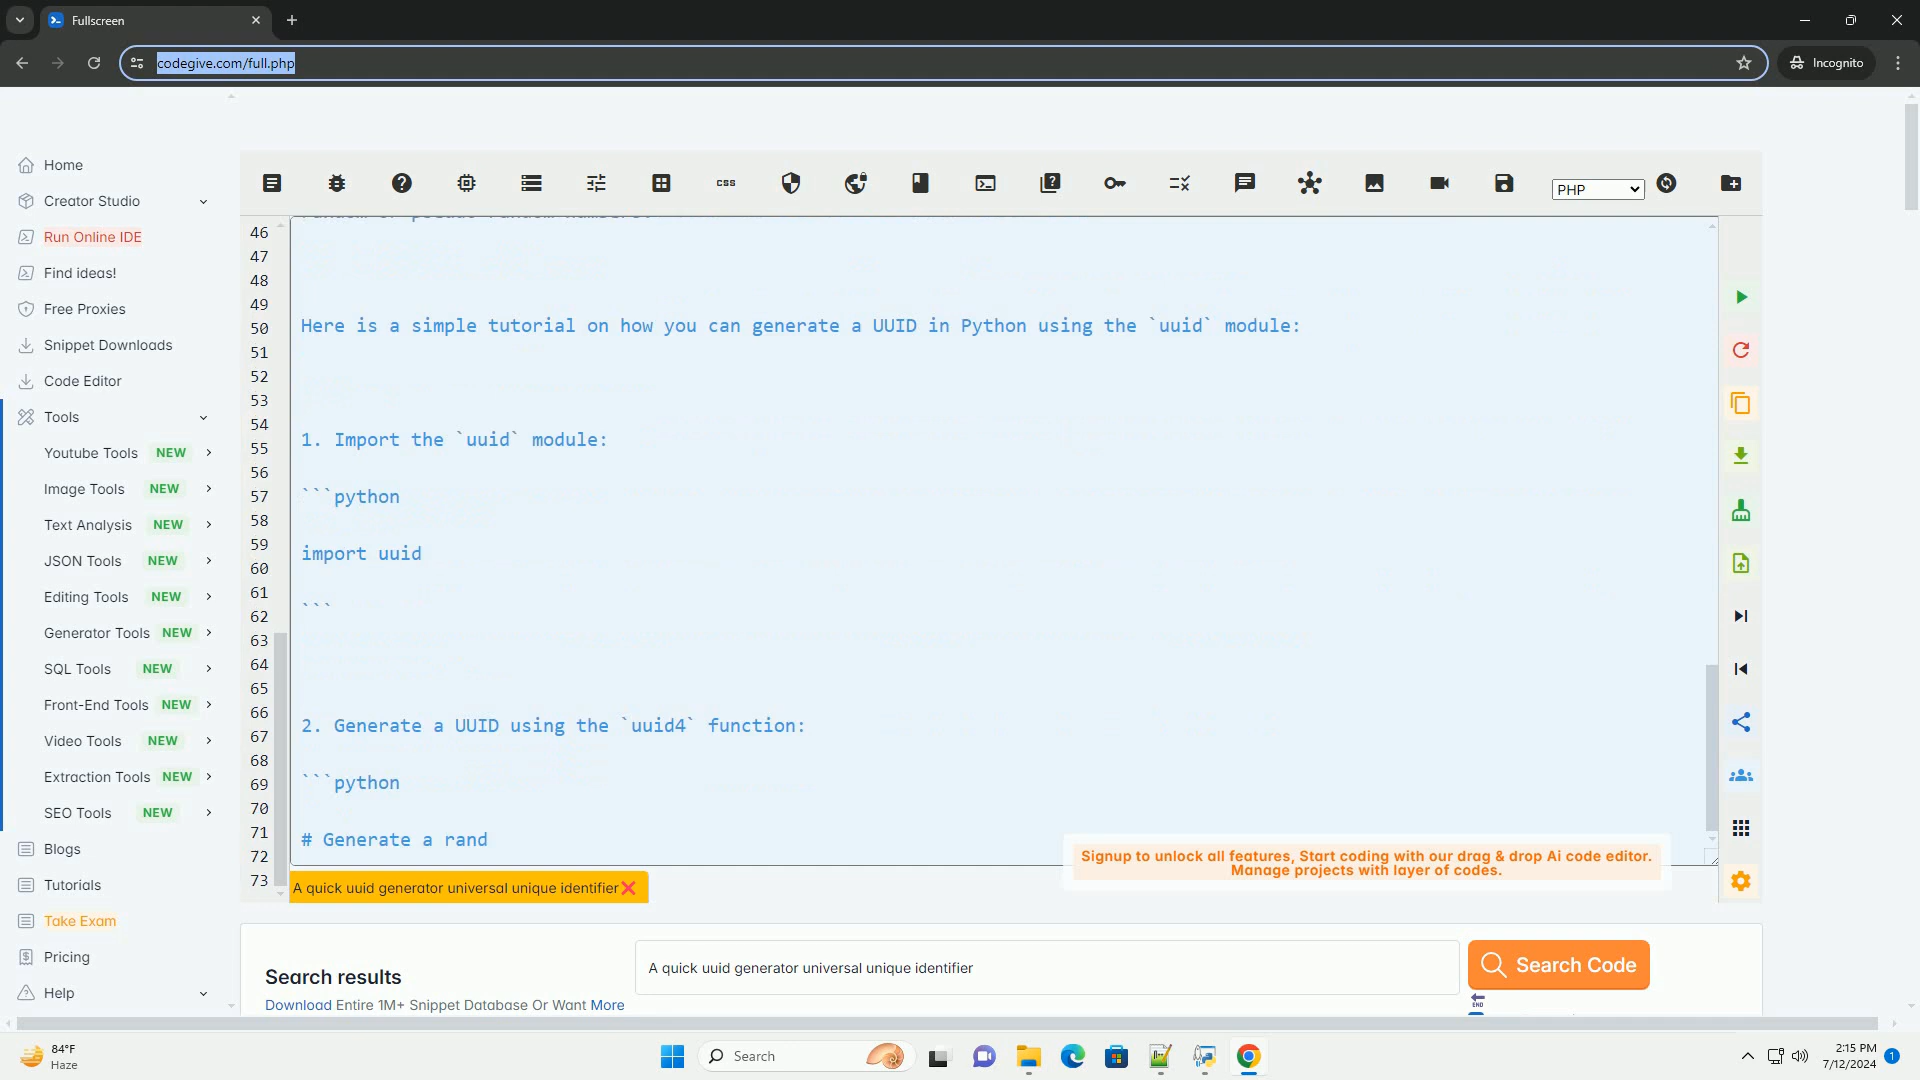 Fullscreen
codegive.com/full.php
Incognito
Home
Creator Studio
Run Online IDE
Find ideas!
Free Proxies
Snippet Downloads
Code Editor
Tools
Youtube Tools NEW
Image Tools NEW
Text Analysis NEW
JSON Tools NEW
Editing Tools NEW
Generator Tools NEW
SQL Tools NEW
Front-End Tools NEW
Video Tools NEW
Extraction Tools NEW
SEO Tools NEW
Blogs
Tutorials
Take Exam
Pricing
Help
css
PHP
46
47
48
49
50
51
52
53
54
55
56
57
58
59
60
61
62
63
64
65
66
67
68
69
70
71
72
73
Here is a simple tutorial on how you can generate a UUID in Python using the `uuid` module:
1. Import the `uuid` module:
```python
import uuid
```
2. Generate a UUID using the `uuid4` function:
```python
# Generate a rand
Signup to unlock all features, Start coding with our drag & drop Ai code editor.
Manage projects with layer of codes.
A quick uuid generator universal unique identifier❌
Search results
Download Entire 1M+ Snippet Database Or Want More
A quick uuid generator universal unique identifier
Search Code
END
84°F
Haze
Search
2:15 PM
7/12/2024
1